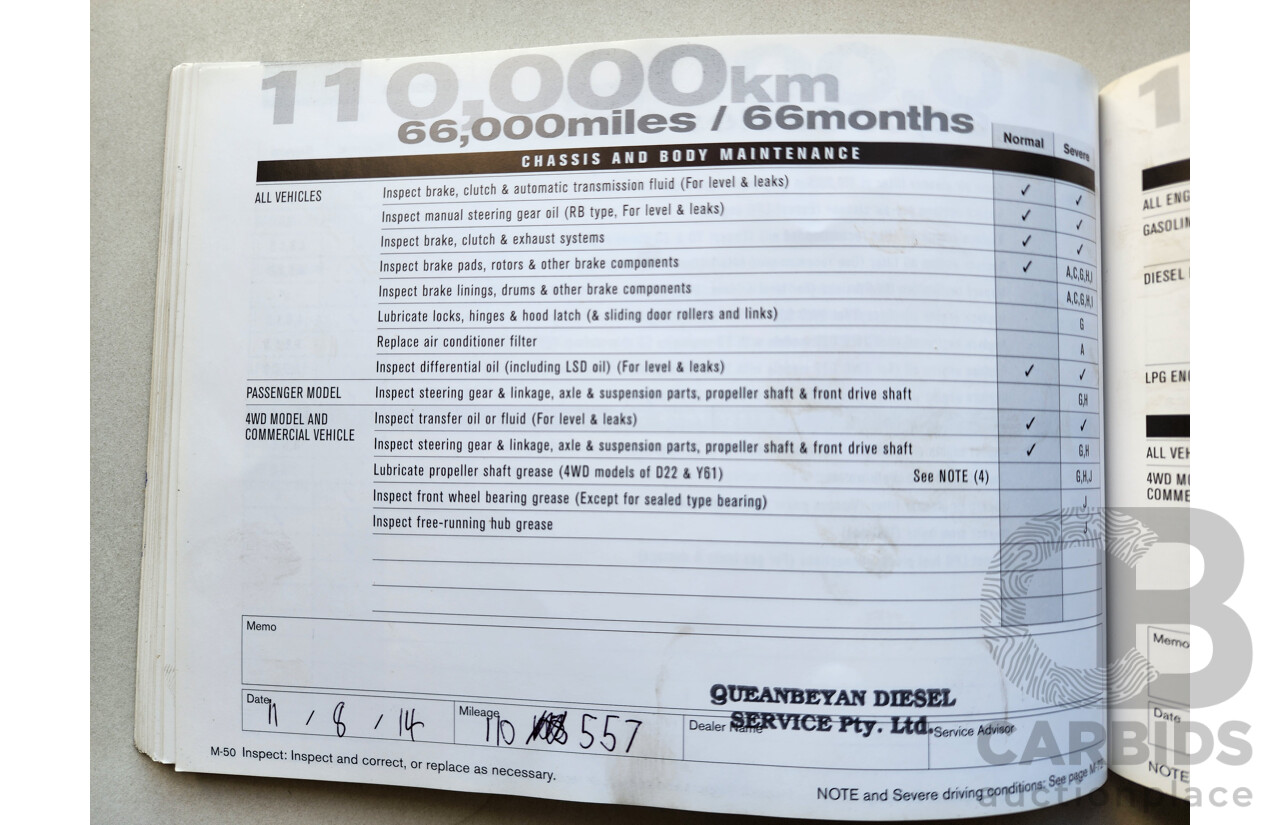 110,000km
66,000miles / 66months
Normal Severe
CHASSIS AND BODY MAINTENANCE
ALL VEHICLES Inspect brake, clutch & automatic transmission fluid (For level & leaks) ✓ ✓
Inspect manual steering gear oil (RB type, For level & leaks) ✓ ✓
Inspect brake, clutch & exhaust systems ✓ ✓
Inspect brake pads, rotors & other brake components ✓ A,C,G,H,I
Inspect brake linings, drums & other brake components A,C,G,H,I
Lubricate locks, hinges & hood latch (& sliding door rollers and links) G
Replace air conditioner filter A
Inspect differential oil (including LSD oil) (For level & leaks) ✓ ✓
PASSENGER MODEL Inspect steering gear & linkage, axle & suspension parts, propeller shaft & front drive shaft G,H
4WD MODEL AND
COMMERCIAL VEHICLE
Inspect transfer oil or fluid (For level & leaks) ✓ ✓
Inspect steering gear & linkage, axle & suspension parts, propeller shaft & front drive shaft ✓ G,H
Lubricate propeller shaft grease (4WD models of D22 & Y61) See NOTE (4) G,H,J
Inspect front wheel bearing grease (Except for sealed type bearing) J
Inspect free-running hub grease J
Memo
QUEANBEYAN DIESEL
SERVICE Pty. Ltd.
Date 11 / 8 / 14 Mileage 110 557 Dealer Name Service Advisor
M-50 Inspect: Inspect and correct, or replace as necessary.
NOTE and Severe driving conditions: See page
1
ALL ENG
GASOLIN
DIESEL
LPG ENG
ALL VEH
4WD M
COMME
Memo
Date
NOTE
CB
CARBIDS
auctionplace